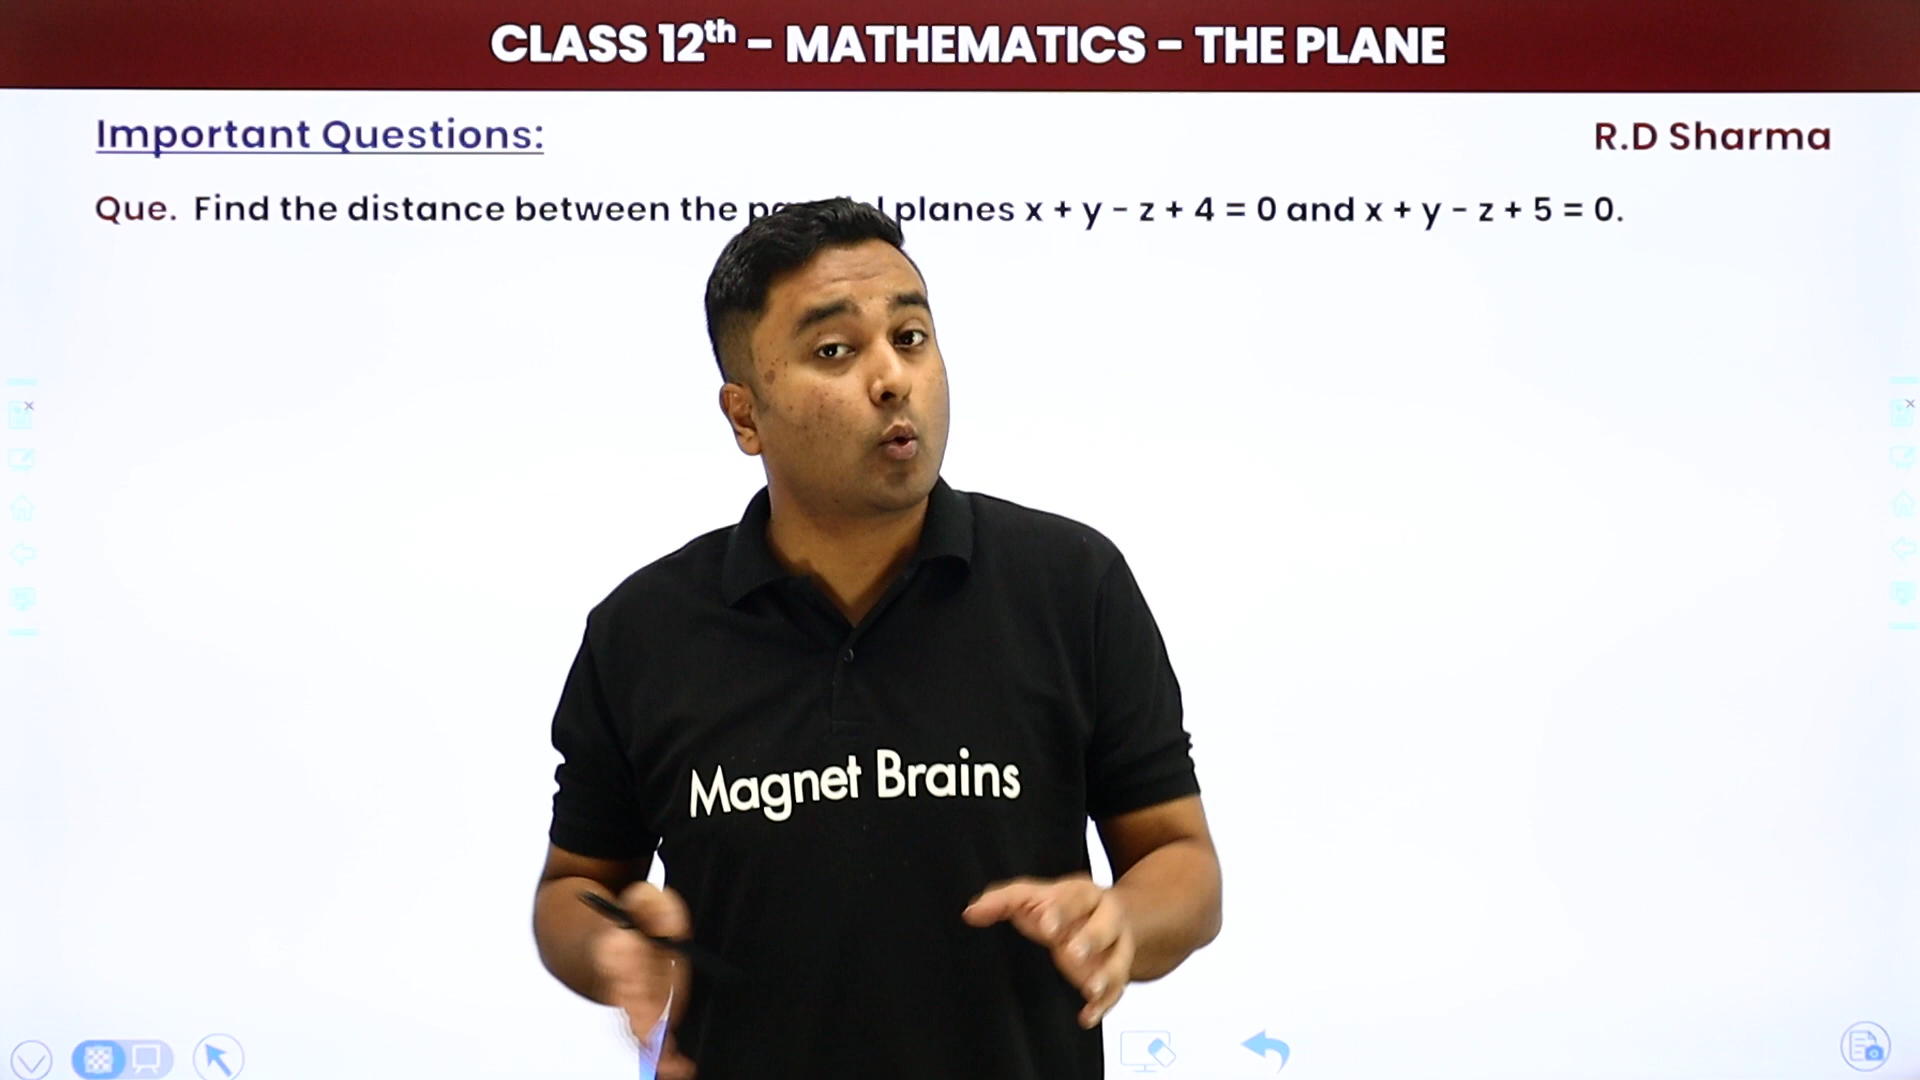 CLASS 12th - MATHEMATICS - THE PLANE
Important Questions:
R.D Sharma
Que. Find the distance between the planes x + y - z + 4 = 0 and x + y - z + 5 = 0.
Magnet Brains